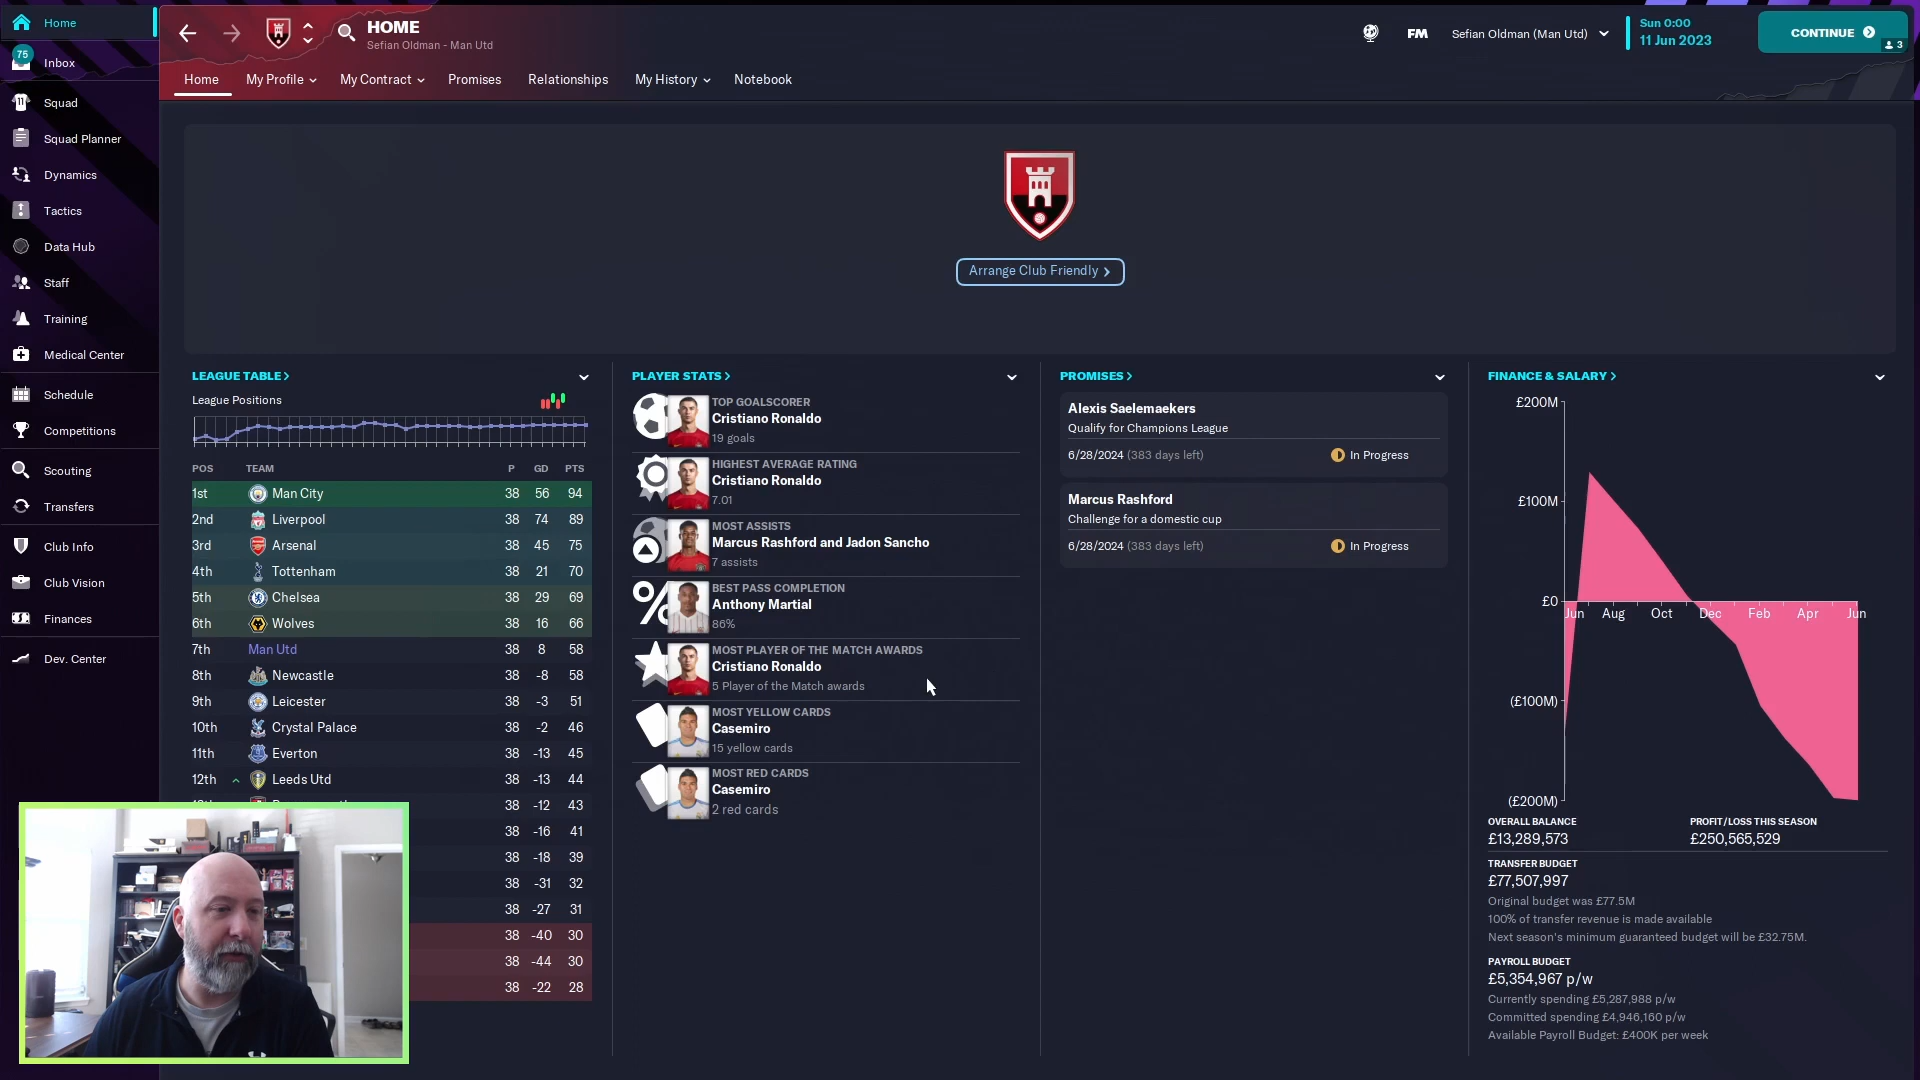 Home
75
Inbox
Squad
Squad Planner
Dynamics
Tactics
Data Hub
Staff
Training
Medical Center
Schedule
Competitions
Scouting
Transfers
Club Info
Club Vision
Finances
Dev. Center
HOME
Sefian Oldman - Man Utd
FM
Sefian Oldman (Man Utd)
Sun 0:00
11 Jun 2023
CONTINUE
3
Home
My Profile
My Contract
Promises
Relationships
My History
Notebook
Arrange Club Friendly
LEAGUE TABLE
League Positions
POS TEAM P GD PTS
1st Man City 38 56 94
2nd Liverpool 38 74 89
3rd Arsenal 38 45 75
4th Tottenham 38 21 70
5th Chelsea 38 29 69
6th Wolves 38 16 66
7th Man Utd 38 8 58
8th Newcastle 38 -8 58
9th Leicester 38 -3 51
10th Crystal Palace 38 -2 46
11th Everton 38 -13 45
12th Leeds Utd 38 -13 44
38 -12 43
38 -16 41
38 -18 39
38 -31 32
38 -27 31
38 -40 30
38 -44 30
38 -22 28
PLAYER STATS
TOP GOALSCORER
Cristiano Ronaldo
19 goals
HIGHEST AVERAGE RATING
Cristiano Ronaldo
7.01
MOST ASSISTS
Marcus Rashford and Jadon Sancho
7 assists
BEST PASS COMPLETION
Anthony Martial
86%
MOST PLAYER OF THE MATCH AWARDS
Cristiano Ronaldo
5 Player of the Match awards
MOST YELLOW CARDS
Casemiro
15 yellow cards
MOST RED CARDS
Casemiro
2 red cards
PROMISES
Alexis Saelemaekers
Qualify for Champions League
6/28/2024 (383 days left) In Progress
Marcus Rashford
Challenge for a domestic cup
6/28/2024 (383 days left) In Progress
FINANCE & SALARY
£200M
£100M
£0
Jun Aug Oct Dec Feb Apr Jun
(£100M)
(£200M)
OVERALL BALANCE PROFIT/LOSS THIS SEASON
£13,289,573 £250,565,529
TRANSFER BUDGET
£77,507,997
Original budget was £77.5M
100% of transfer revenue is made available
Next season's minimum guaranteed budget will be £32.75M.
PAYROLL BUDGET
£5,354,967 p/w
Currently spending £5,287,988 p/w
Committed spending £4,946,160 p/w
Available Payroll Budget: £400K per week